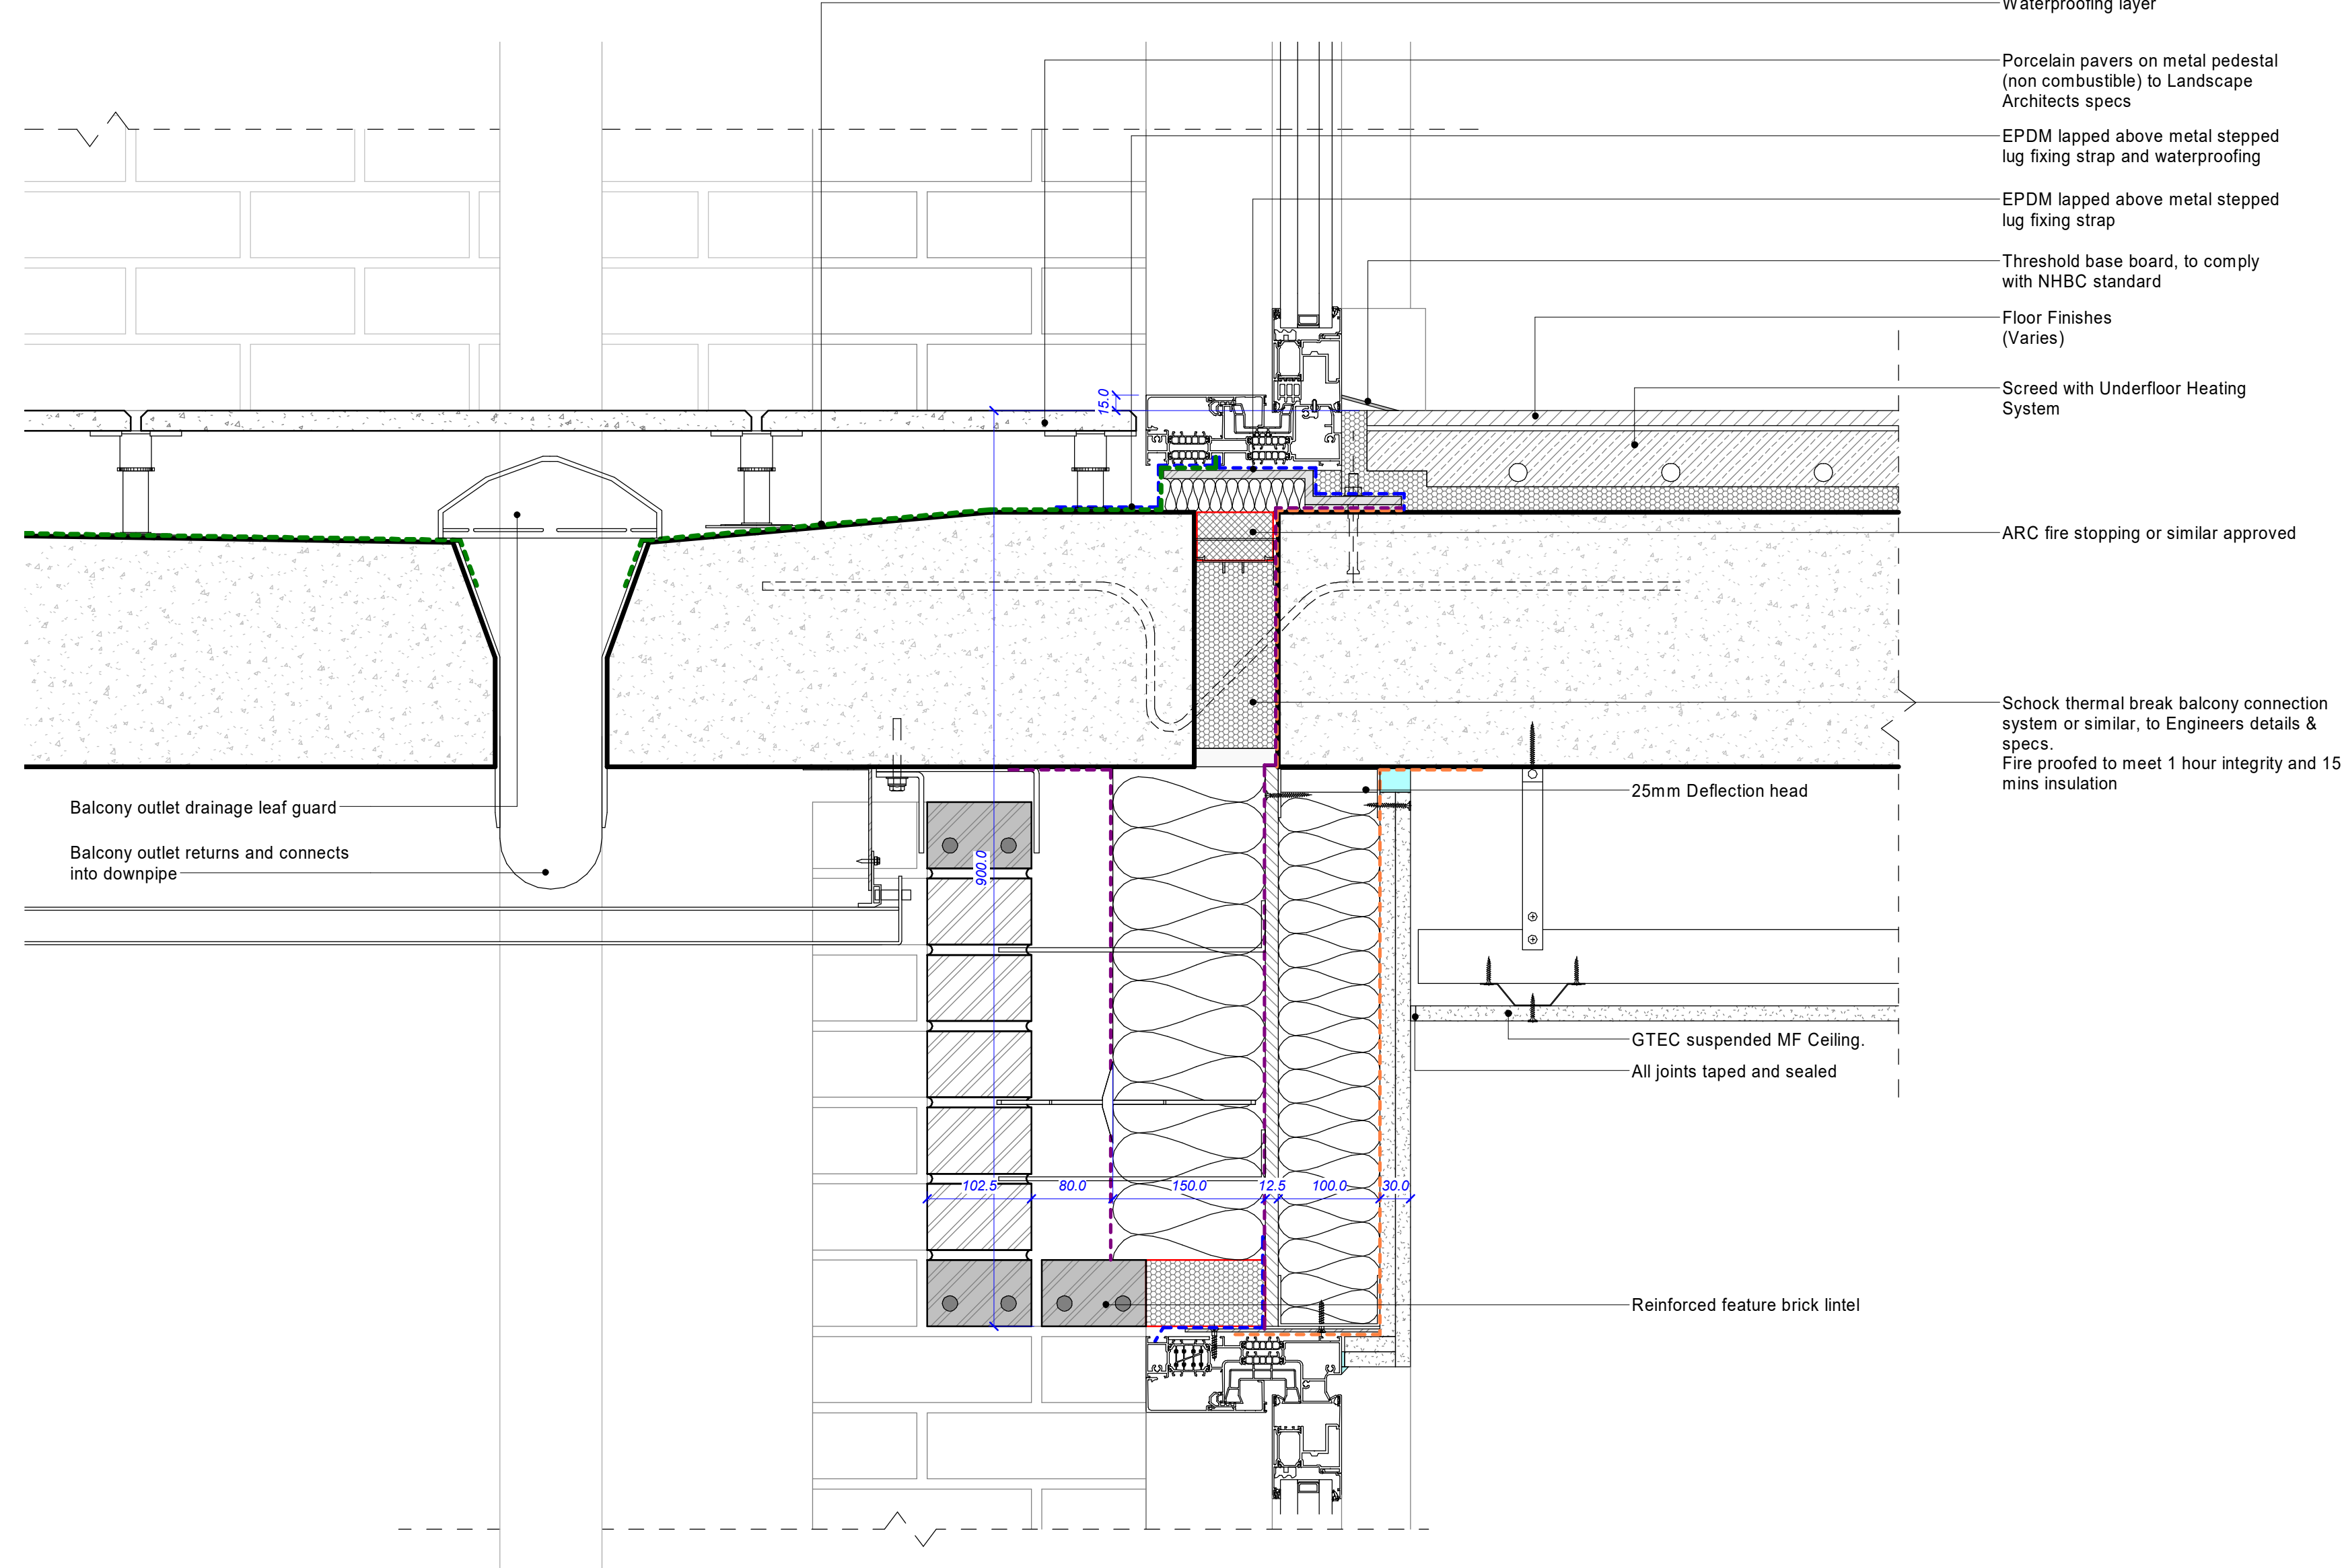 Waterproofing layer
Porcelain pavers on metal pedestal
(non combustible) to Landscape
Architects specs
EPDM lapped above metal stepped
lug fixing strap and waterproofing
EPDM lapped above metal stepped
lug fixing strap
Threshold base board, to comply
with NHBC standard
Floor Finishes
(Varies)
Screed with Underfloor Heating
System
15.0
ARC fire stopping or similar approved
Schock thermal break balcony connection
system or similar, to Engineers details &
specs.
Fire proofed to meet 1 hour integrity and 15
mins insulation
Balcony outlet drainage leaf guard
Balcony outlet returns and connects
into downpipe
900.0
25mm Deflection head
GTEC suspended MF Ceiling.
All joints taped and sealed
102.5 80.0 150.0 12.5 100.0 30.0
Reinforced feature brick lintel